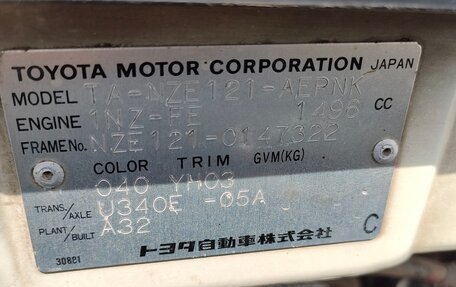 TOYOTA MOTOR CORPORATION JAPAN
MODEL TA-NZE121-AEPNK
ENGINE 1NZ-FE 1496 CC
FRAME No. NZE121-0147322
COLOR TRIM GVM(KG)
040 YH03
TRANS./AXLE U340E -05A
PLANT/BUILT A32 C
トヨタ自動車株式会社
30881